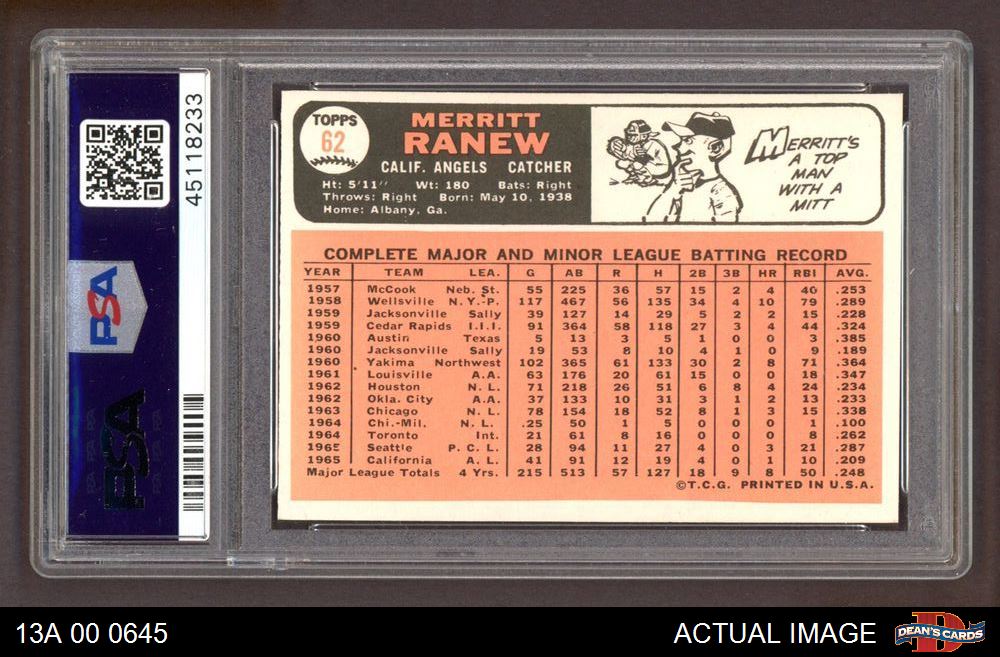 45118233
PSA
PSA
TOPPS
62
MERRITT
RANEW
CALIF. ANGELS CATCHER
Ht: 5'11" Wt: 180 Bats: Right
Throws: Right Born: May 10, 1938
Home: Albany, Ga.
MERRITT'S
A TOP
MAN
WITH A
MITT
COMPLETE MAJOR AND MINOR LEAGUE BATTING RECORD
YEAR TEAM LEA. G AB R H 2B 3B HR RBI AVG.
1957 McCook Neb. St. 55 225 36 57 15 2 4 40 .253
1958 Wellsville N.Y.-P. 117 467 56 135 34 4 10 79 .289
1959 Jacksonville Sally 39 127 14 29 5 2 2 15 .228
1959 Cedar Rapids I.I.I. 91 364 58 118 27 3 4 44 .324
1960 Austin Texas 5 13 3 5 1 0 0 3 .385
1960 Jacksonville Sally 19 53 8 10 4 1 0 9 .189
1960 Yakima Northwest 102 365 61 133 30 2 8 71 .364
1961 Louisville A.A. 63 176 20 61 15 0 0 18 .347
1962 Houston N. L. 71 218 26 51 6 8 4 24 .234
1962 Okla. City A.A. 37 133 10 31 3 1 2 13 .233
1963 Chicago N. L. 78 154 18 52 8 1 3 15 .338
1964 Chi.-Mil. N. L. .25 50 1 5 0 0 0 1 .100
1964 Toronto Int. 21 61 8 16 0 0 0 8 .262
1965 Seattle P. C. L. 28 94 11 27 4 0 3 21 .287
1965 California A. L. 41 91 12 19 4 0 1 10 .209
Major League Totals 4 Yrs. 215 513 57 127 18 9 8 50 .248
©T.C.G. PRINTED IN U.S.A.
13A 00 0645
ACTUAL IMAGE
D
DEAN'S CARDS